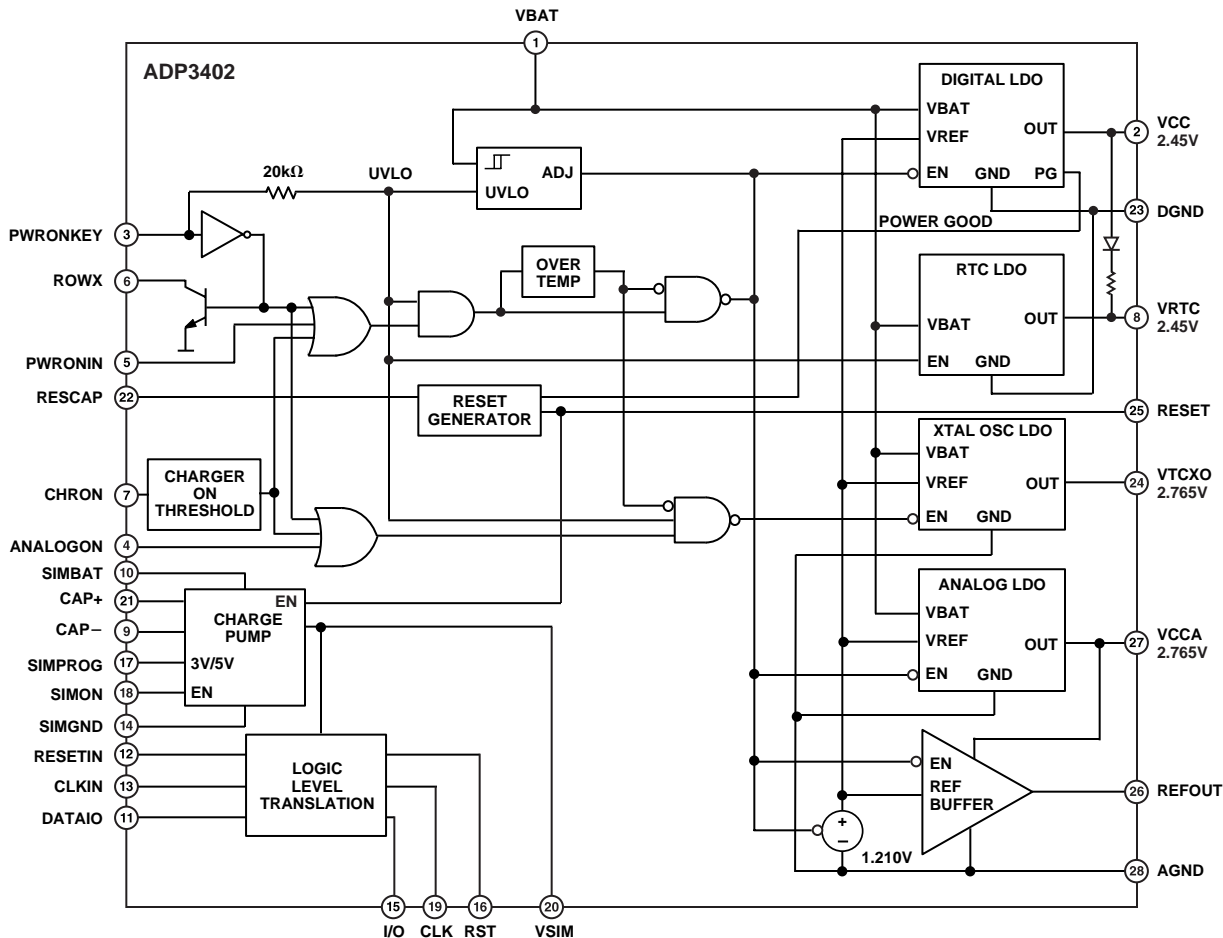 VBAT
1
ADP3402
DIGITAL LDO
VBAT
VREF
OUT
EN
GND
PG
2
VCC
2.45V
20kΩ
UVLO
ADJ
UVLO
POWER GOOD
23
DGND
PWRONKEY
3
ROWX
6
OVER
TEMP
RTC LDO
VBAT
OUT
EN
GND
8
VRTC
2.45V
PWRONIN
5
RESCAP
22
RESET
GENERATOR
25
RESET
XTAL OSC LDO
VBAT
VREF
OUT
EN
GND
24
VTCXO
2.765V
CHRON
7
CHARGER
ON
THRESHOLD
ANALOGON
4
SIMBAT
10
CAP+
21
CAP−
9
SIMPROG
17
SIMON
18
SIMGND
14
EN
CHARGE
PUMP
3V/5V
EN
ANALOG LDO
VBAT
VREF
OUT
EN
GND
27
VCCA
2.765V
RESETIN
12
CLKIN
13
DATAIO
11
LOGIC
LEVEL
TRANSLATION
EN
REF
BUFFER
26
REFOUT
+
−
1.210V
28
AGND
15
19
16
20
I/O
CLK
RST
VSIM